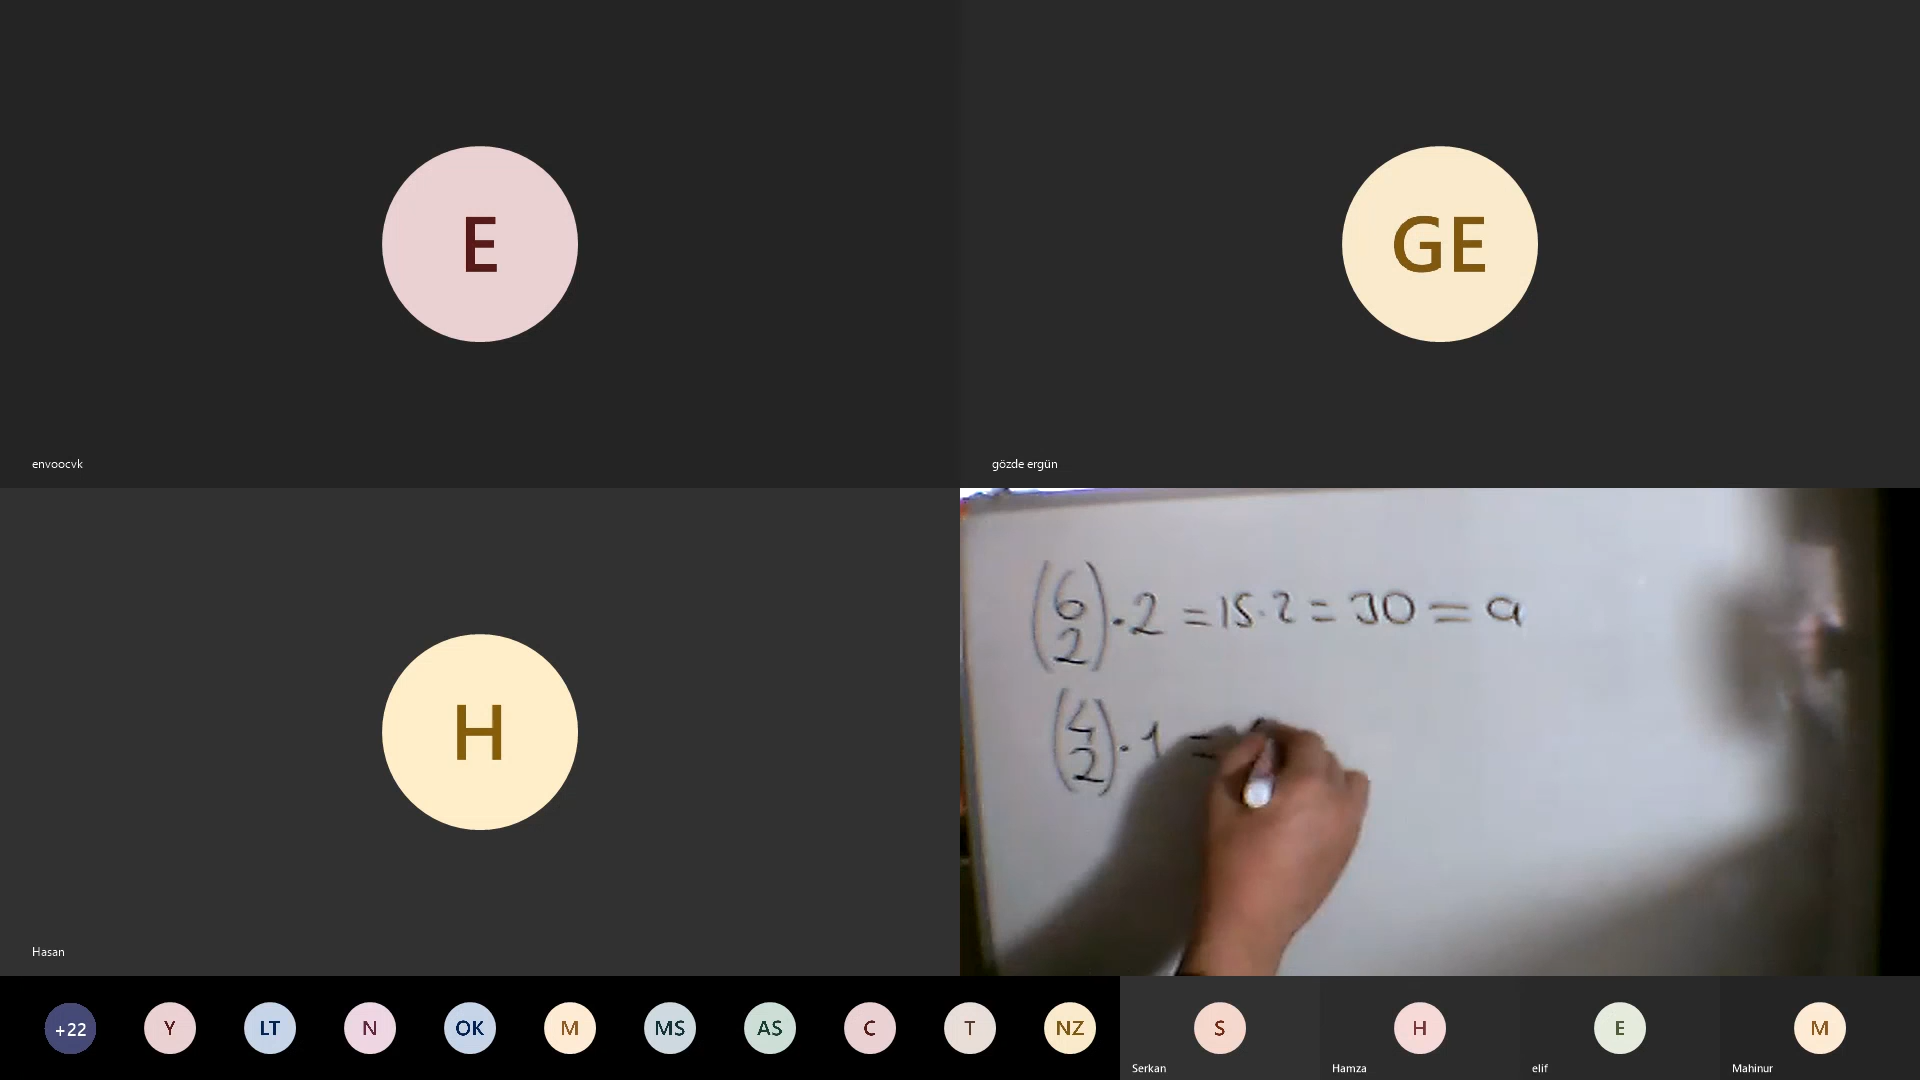 E
envoocvk
GE
gözde ergün
H
Hasan
(6 2) · 2 = 15 · 2 = 30 = a
(4 2) · 1 =
+22
Y
LT
N
OK
M
MS
AS
C
T
NZ
S
Serkan
H
Hamza
E
elif
M
Mahinur